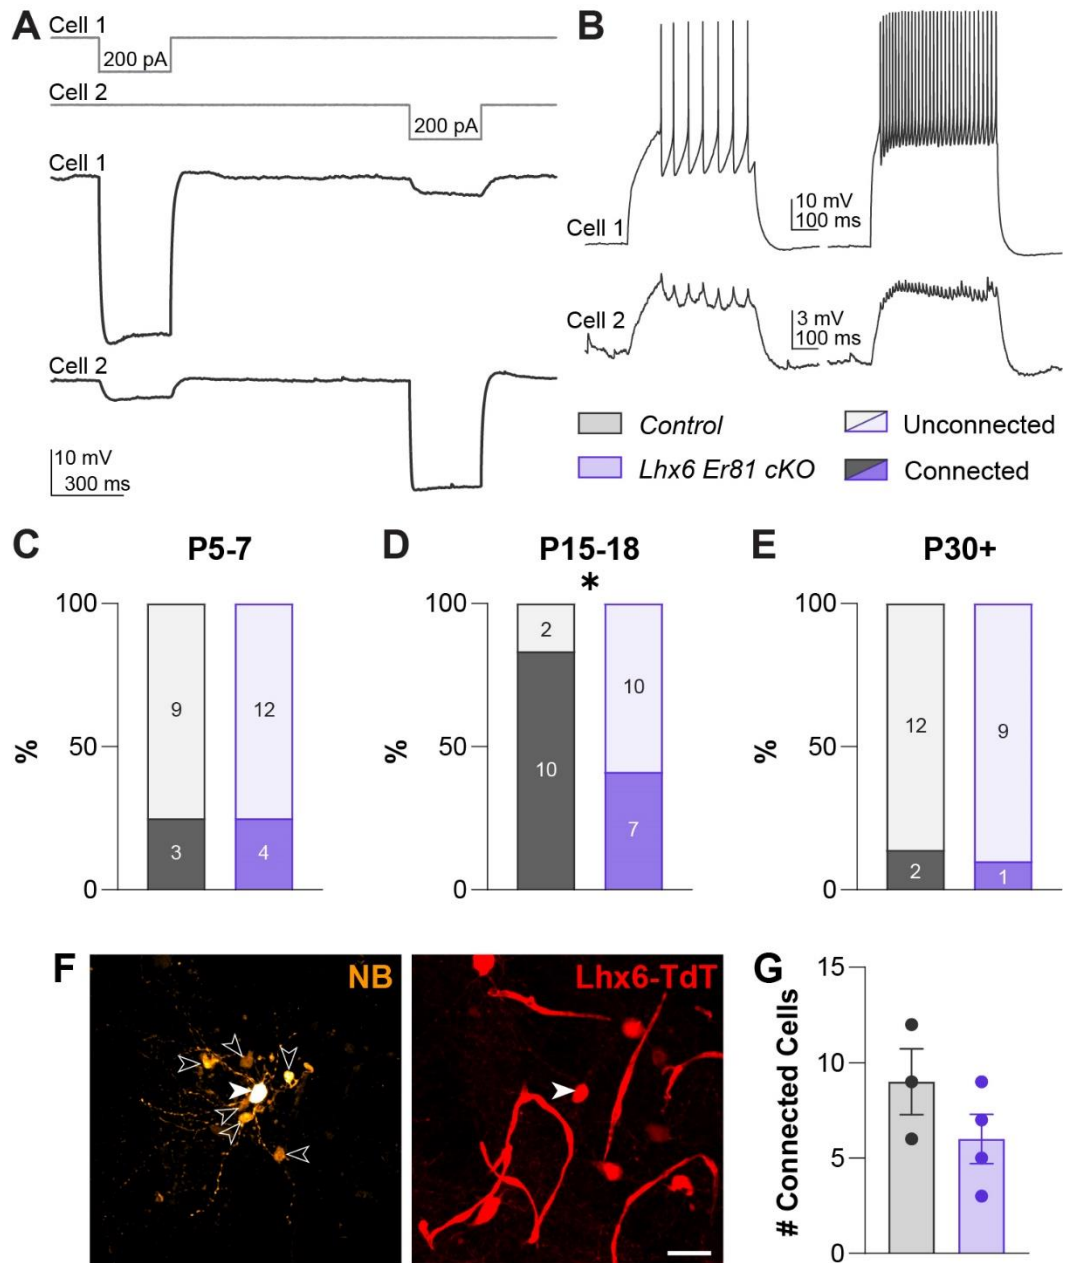 A
Cell 1
200 pA
Cell 2
200 pA
Cell 1
Cell 2
10 mV
300 ms
B
Cell 1
10 mV
100 ms
Cell 2
3 mV
100 ms
Control
Unconnected
Lhx6 Er81 cKO
Connected
C
P5-7
100
50
0
%
9
12
3
4
D
P15-18
*
100
50
0
%
2
10
10
7
E
P30+
100
50
0
%
12
9
2
1
F
NB
Lhx6-TdT
G
# Connected Cells
15
10
5
0